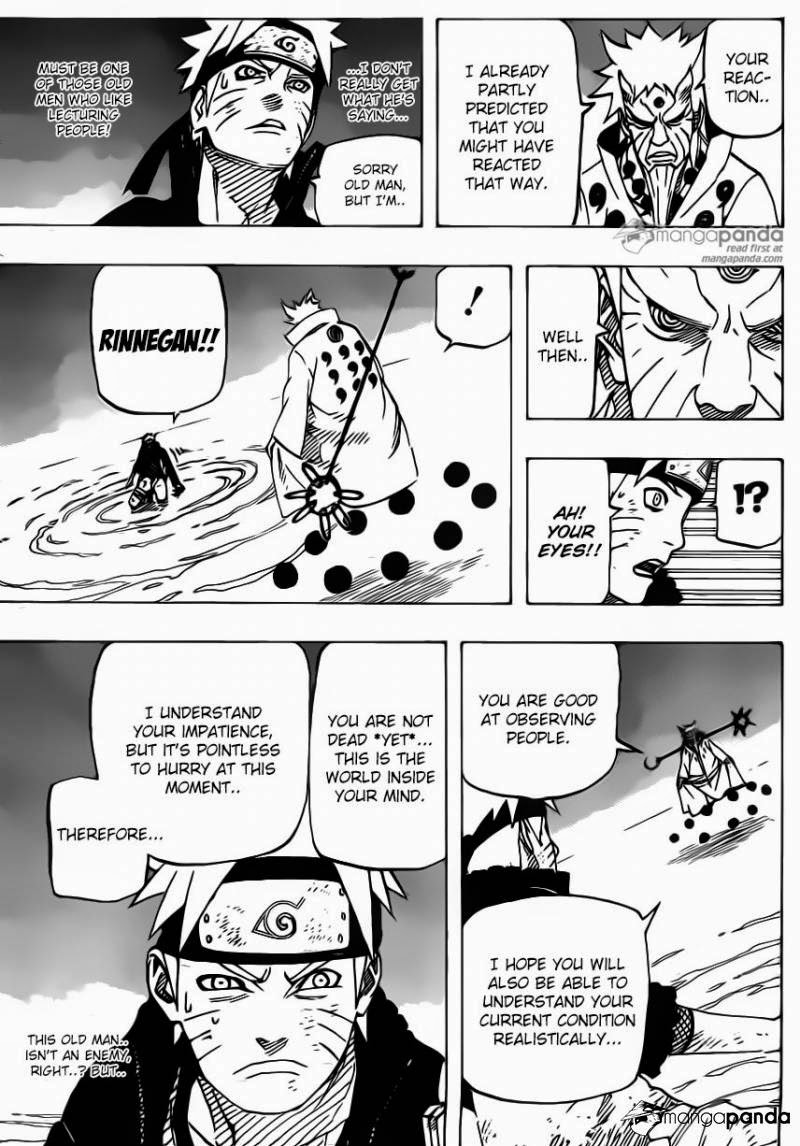 YOUR
REAC-
TION..
I ALREADY
PARTLY
PREDICTED
THAT YOU
MIGHT HAVE
REACTED
THAT WAY.
...I DON'T
REALLY GET
WHAT HE'S
SAYING...
SORRY
OLD MAN,
BUT I'M..
MUST BE ONE
OF THOSE OLD
MEN WHO LIKE
LECTURING
PEOPLE!
mangapanda
read first at
mangapanda.com
WELL
THEN..
!
RINNEGAN!!
!?
AH!
YOUR
EYES!!
YOU ARE GOOD
AT OBSERVING
PEOPLE.
I HOPE YOU WILL
ALSO BE ABLE TO
UNDERSTAND YOUR
CURRENT CONDITION
REALISTICALLY...
YOU ARE NOT
DEAD *YET*...
THIS IS THE
WORLD INSIDE
YOUR MIND.
I UNDERSTAND
YOUR IMPATIENCE,
BUT IT'S POINTLESS
TO HURRY AT THIS
MOMENT..
THEREFORE...
THIS OLD MAN..
ISN'T AN ENEMY,
RIGHT..? BUT..
mangapanda